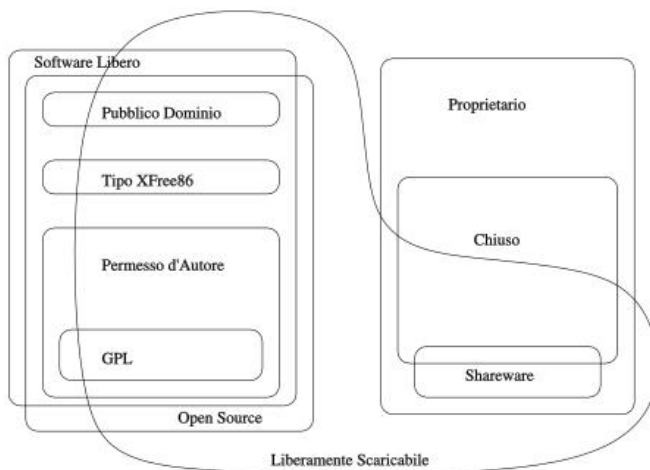 Software Libero
Pubblico Dominio
Tipo XFree86
Permesso d'Autore
GPL
Open Source
Proprietario
Chiuso
Shareware
Liberamente Scaricabile